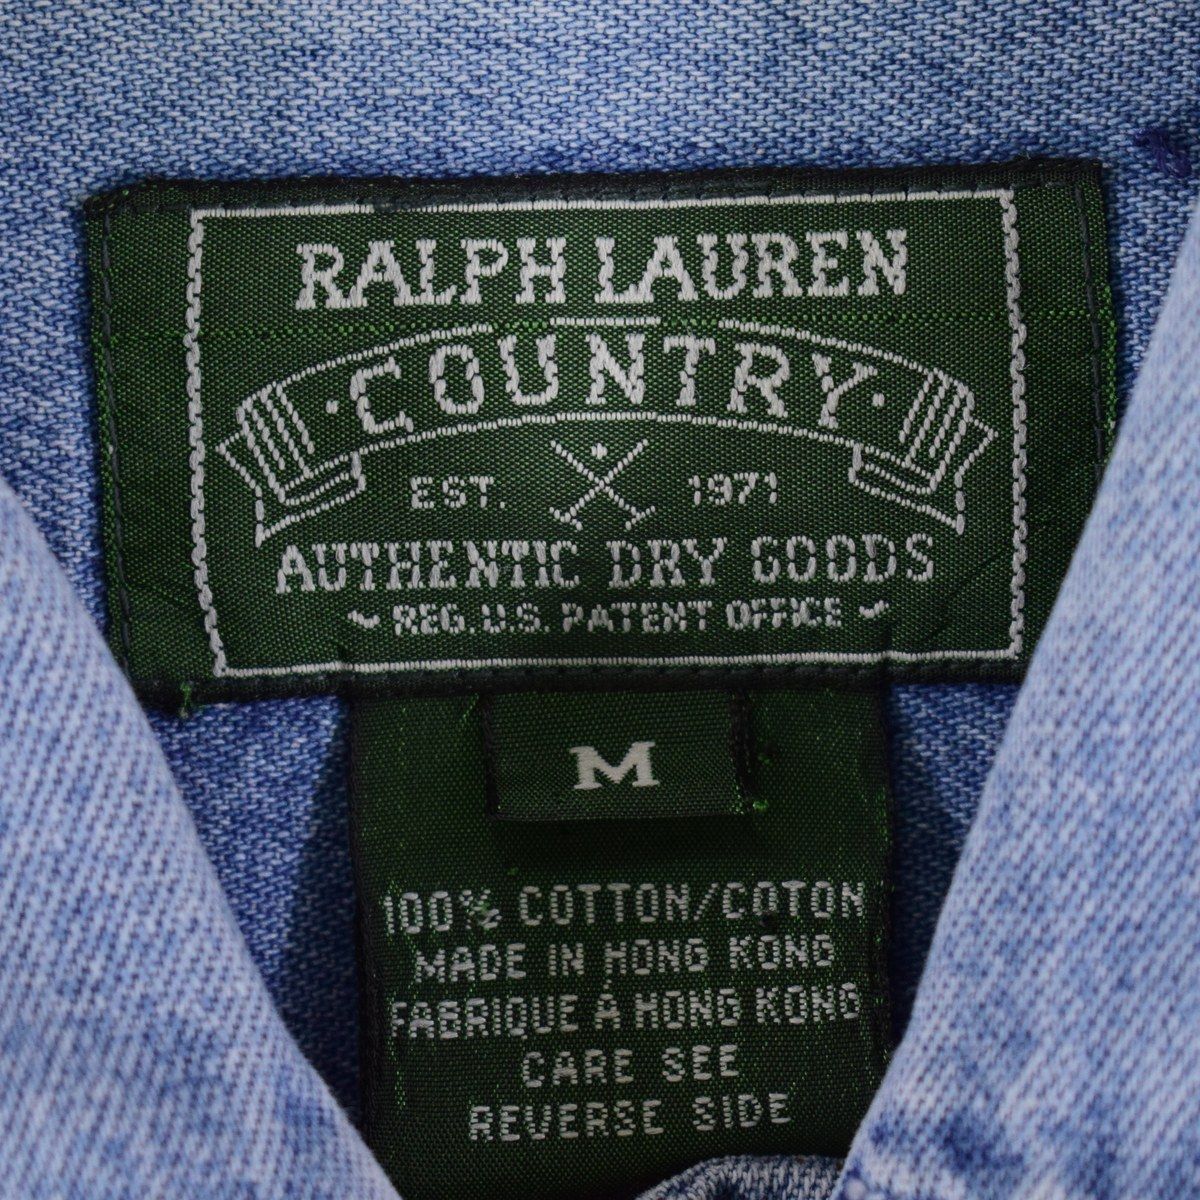 RALPH LAUREN
· COUNTRY ·
EST. 1971
AUTHENTIC DRY GOODS
~ REG. U.S. PATENT OFFICE ~
M
100% COTTON/COTON
MADE IN HONG KONG
FABRIQUE À HONG KONG
CARE SEE
REVERSE SIDE